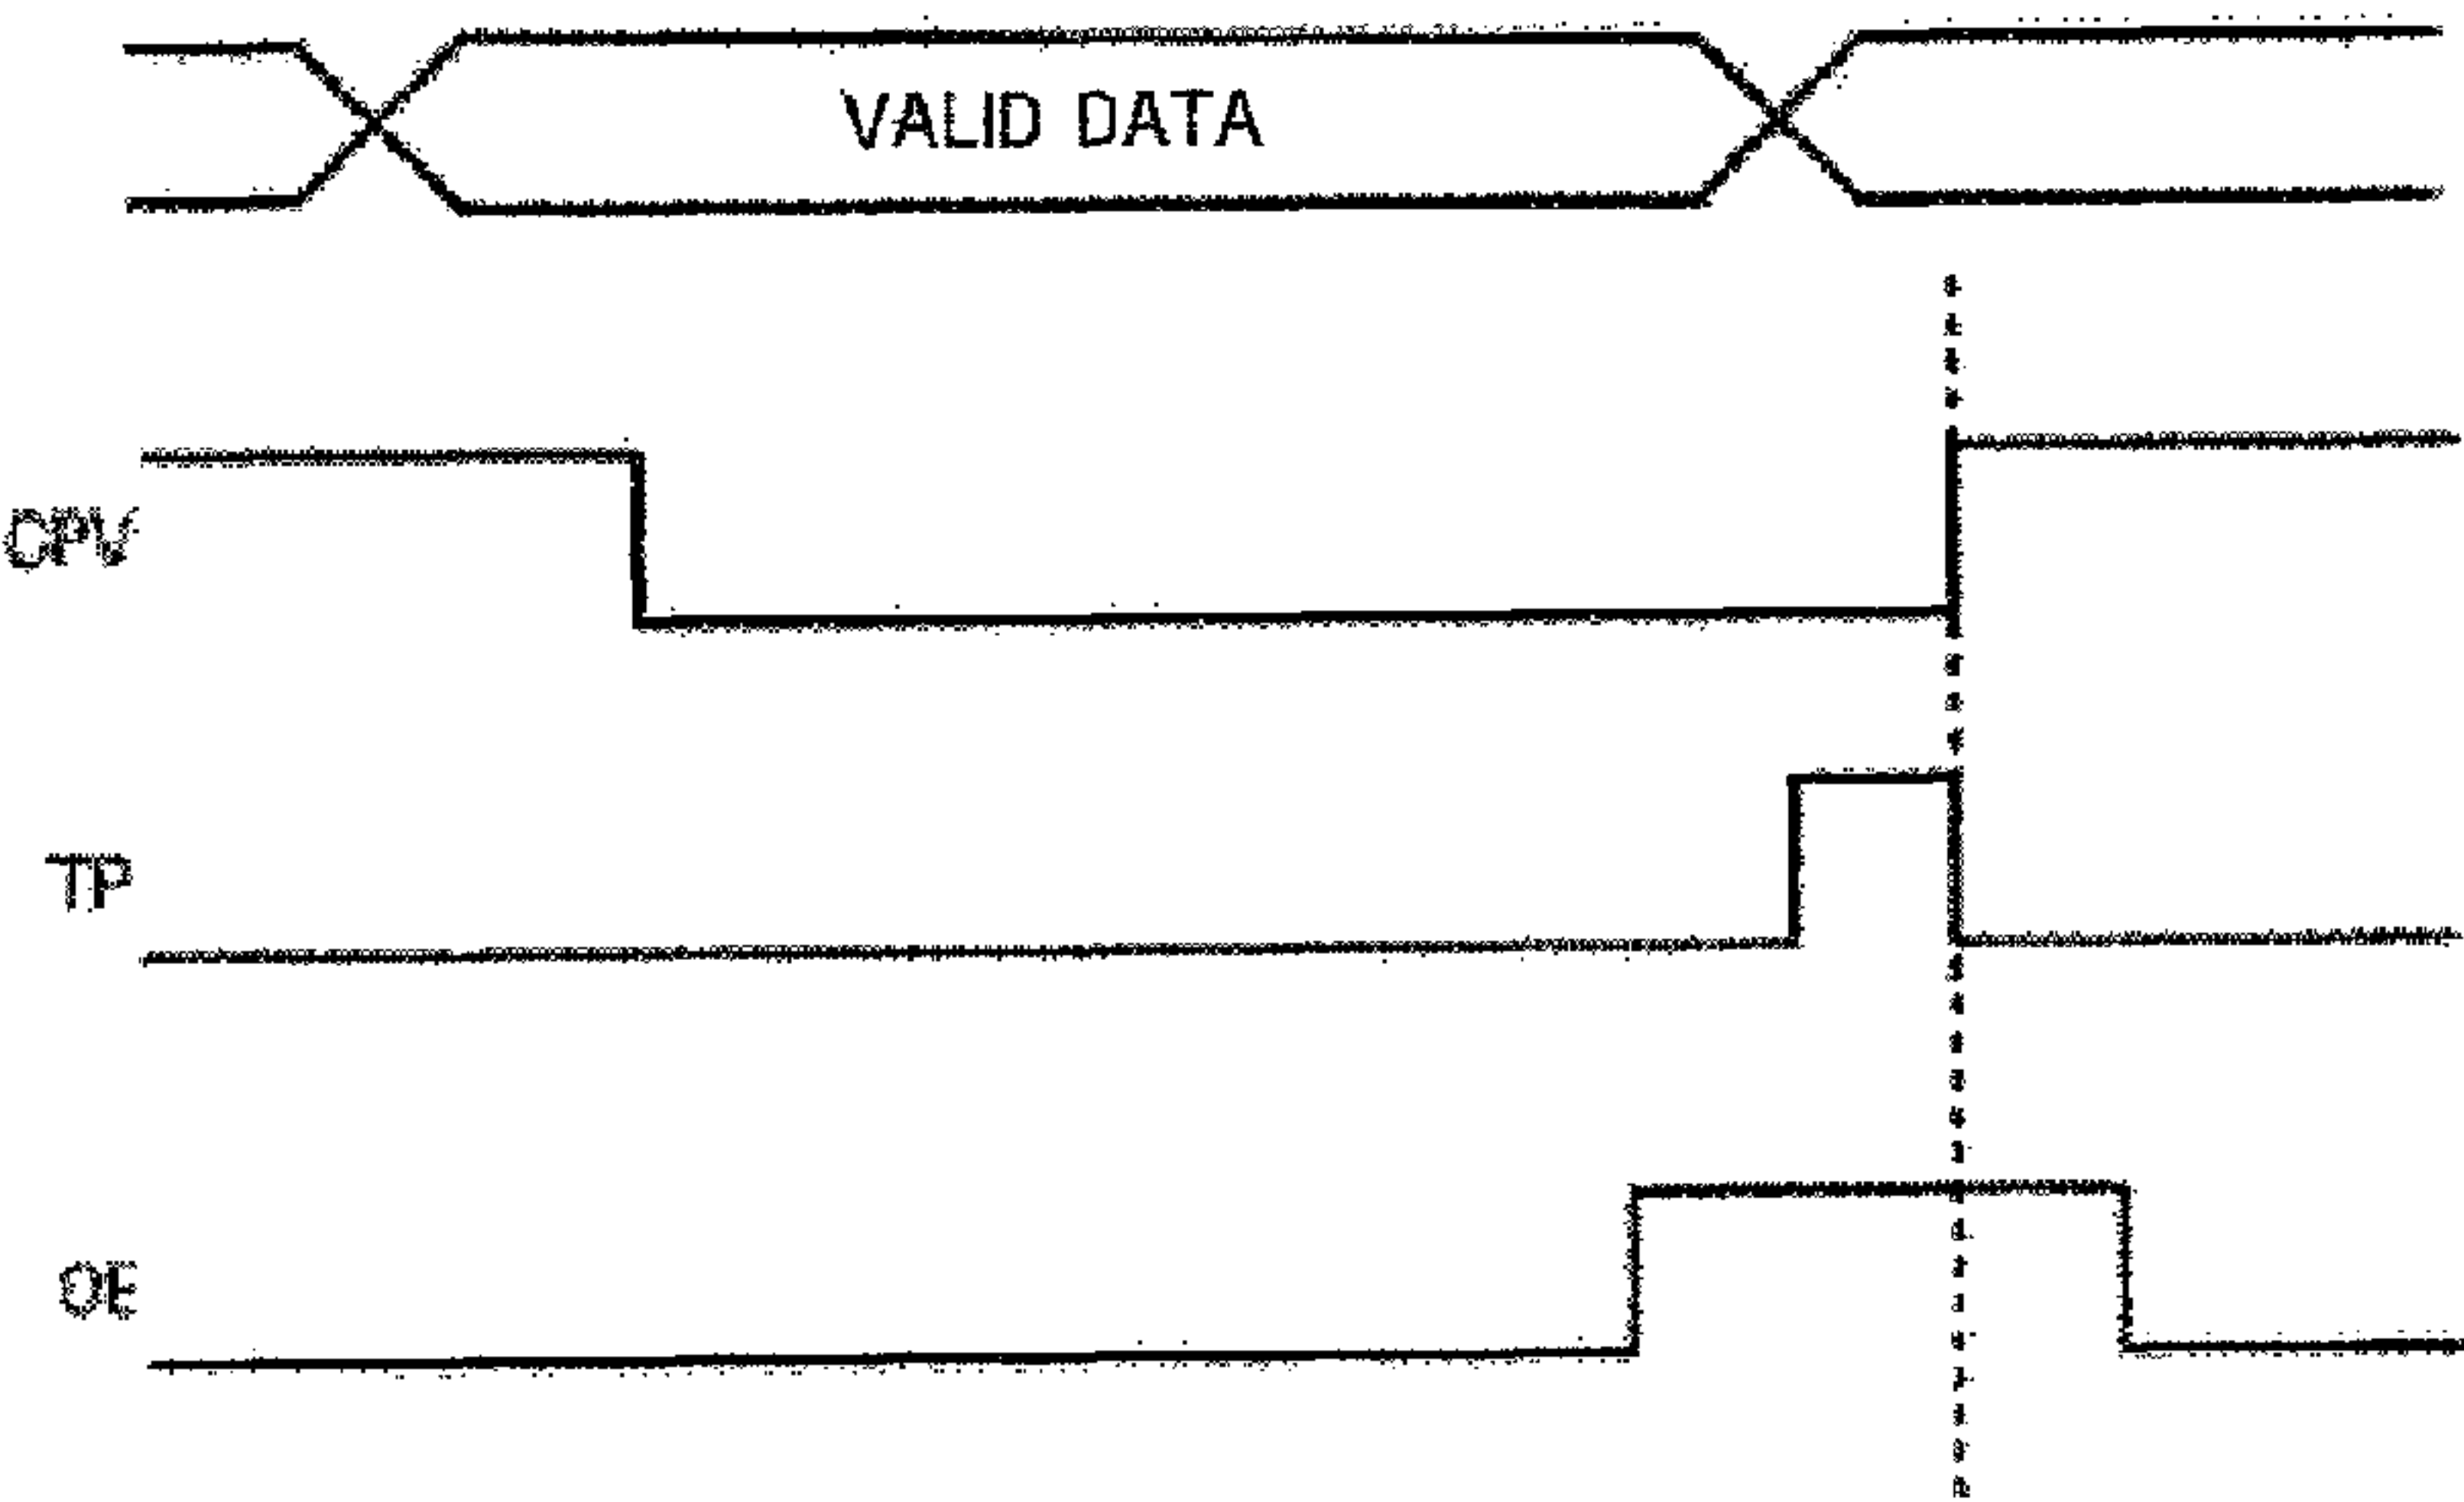 VALID DATA
CPV
TP
OE